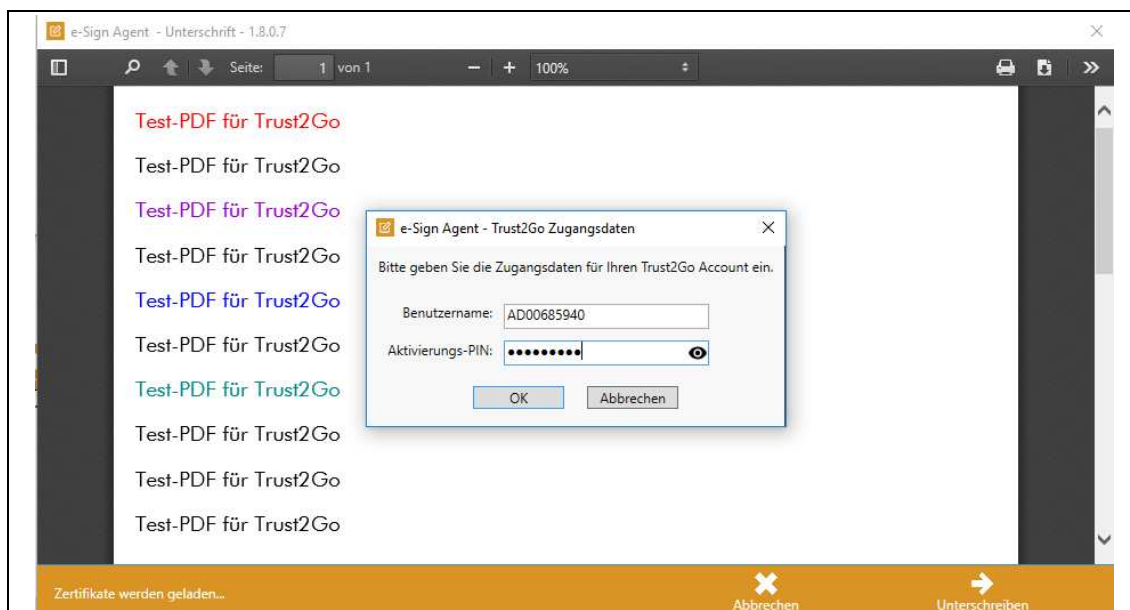 e-Sign Agent - Unterschrift - 1.8.0.7
Seite: 1 von 1 100%
Test-PDF für Trust2Go
Test-PDF für Trust2Go
Test-PDF für Trust2Go
Test-PDF für Trust2Go
Test-PDF für Trust2Go
Test-PDF für Trust2Go
Test-PDF für Trust2Go
Test-PDF für Trust2Go
Test-PDF für Trust2Go
Test-PDF für Trust2Go
e-Sign Agent - Trust2Go Zugangsdaten
Bitte geben Sie die Zugangsdaten für Ihren Trust2Go Account ein.
Benutzername: AD00685940
Aktivierungs-PIN: •••••••••
OK Abbrechen
Zertifikate werden geladen...
Abbrechen Unterschreiben